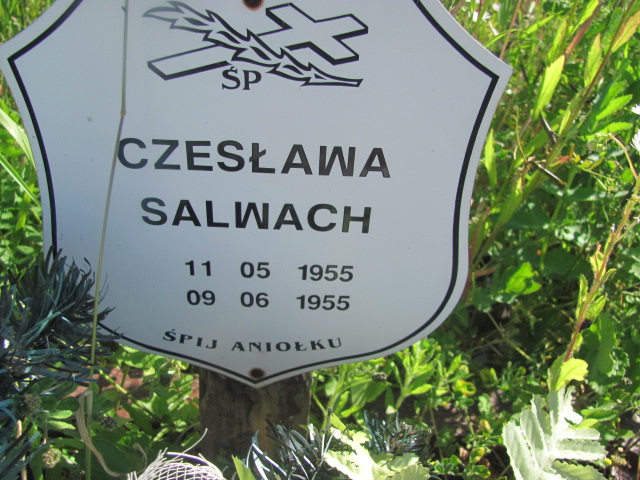 ŚP
CZESŁAWA
SALWACH
11 05 1955
09 06 1955
ŚPIJ ANIOŁKU